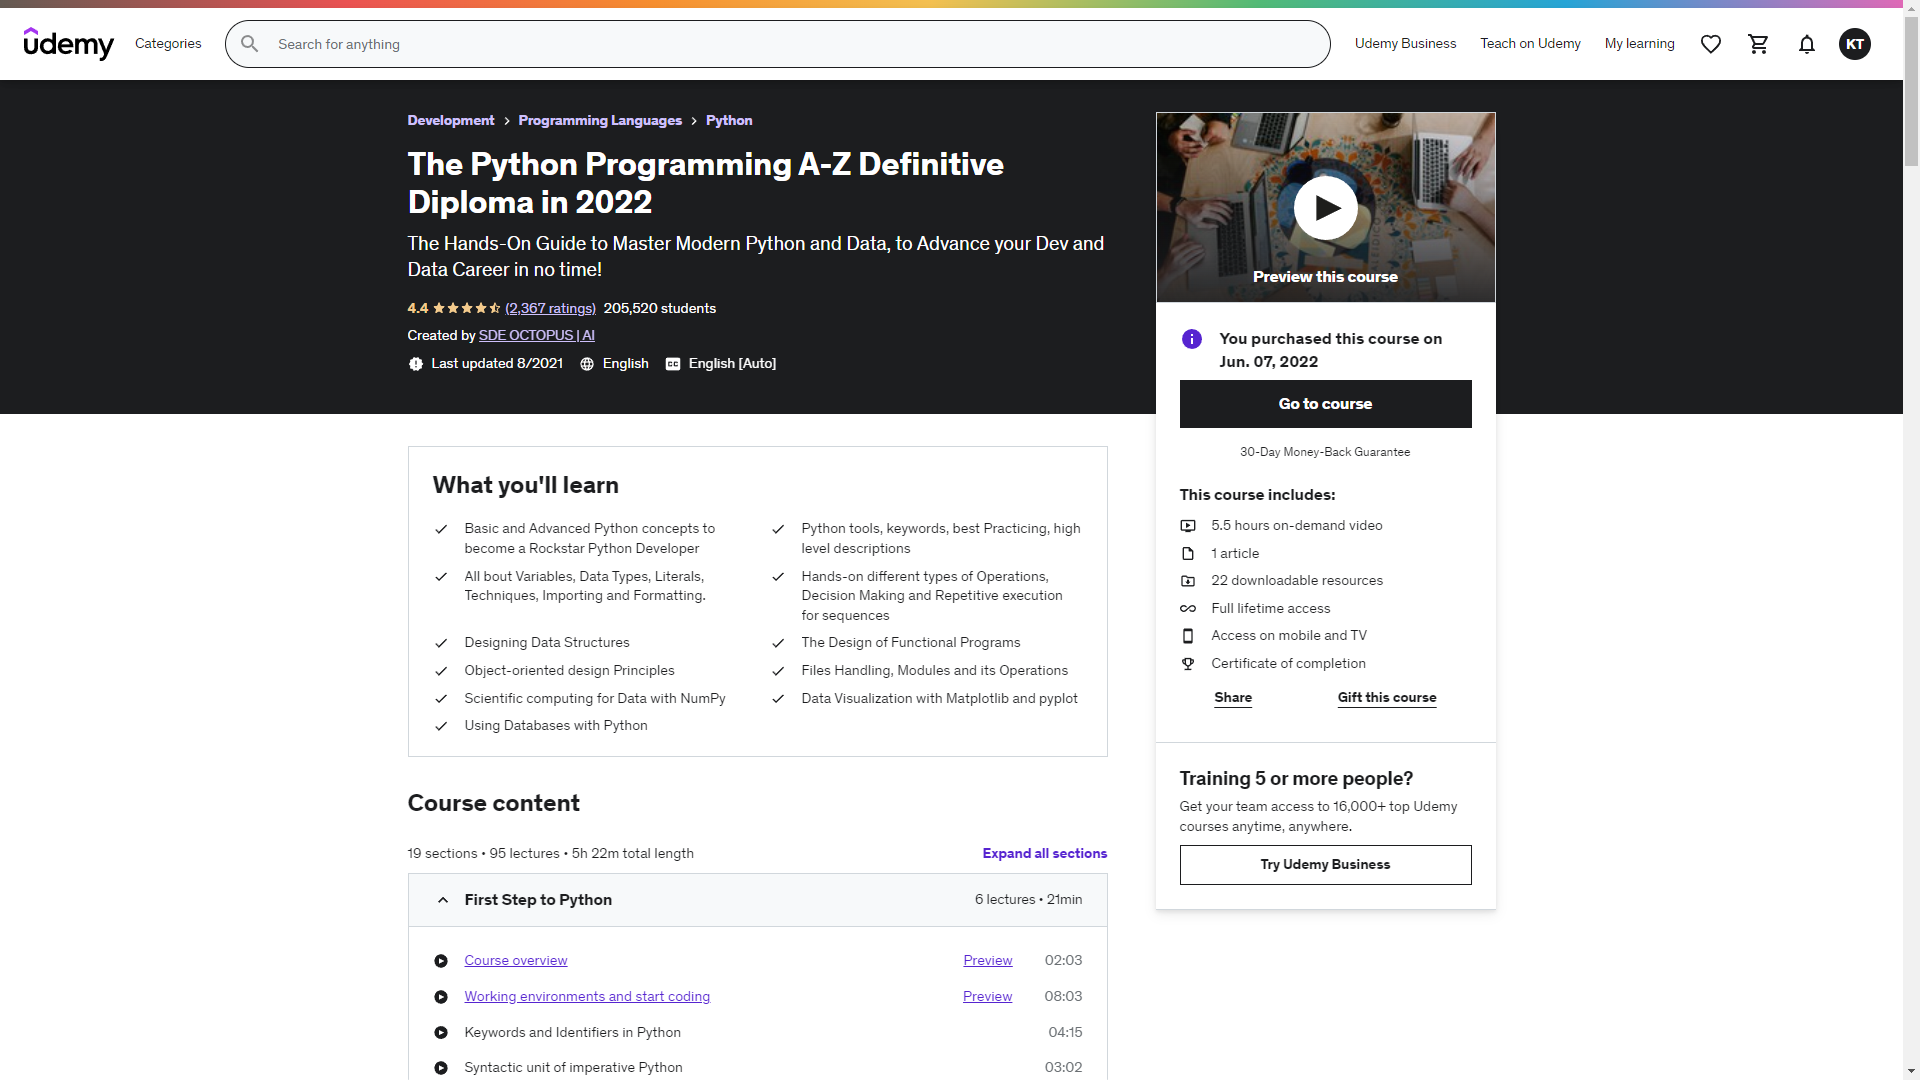 udemy
Categories
Search for anything
Udemy Business
Teach on Udemy
My learning
KT
Development
Programming Languages
Python
The Python Programming A-Z Definitive
Diploma in 2022
The Hands-On Guide to Master Modern Python and Data, to Advance your Dev and
Data Career in no time!
4.4 (2,367 ratings) 205,520 students
Created by SDE OCTOPUS | AI
Last updated 8/2021 English English [Auto]
Preview this course
You purchased this course on
Jun. 07, 2022
Go to course
30-Day Money-Back Guarantee
This course includes:
5.5 hours on-demand video
1 article
22 downloadable resources
Full lifetime access
Access on mobile and TV
Certificate of completion
Share
Gift this course
Training 5 or more people?
Get your team access to 16,000+ top Udemy
courses anytime, anywhere.
Try Udemy Business
What you'll learn
Basic and Advanced Python concepts to
become a Rockstar Python Developer
Python tools, keywords, best Practicing, high
level descriptions
All bout Variables, Data Types, Literals,
Techniques, Importing and Formatting.
Hands-on different types of Operations,
Decision Making and Repetitive execution
for sequences
Designing Data Structures
The Design of Functional Programs
Object-oriented design Principles
Files Handling, Modules and its Operations
Scientific computing for Data with NumPy
Data Visualization with Matplotlib and pyplot
Using Databases with Python
Course content
19 sections • 95 lectures • 5h 22m total length
Expand all sections
First Step to Python
6 lectures • 21min
Course overview Preview 02:03
Working environments and start coding Preview 08:03
Keywords and Identifiers in Python 04:15
Syntactic unit of imperative Python 03:02